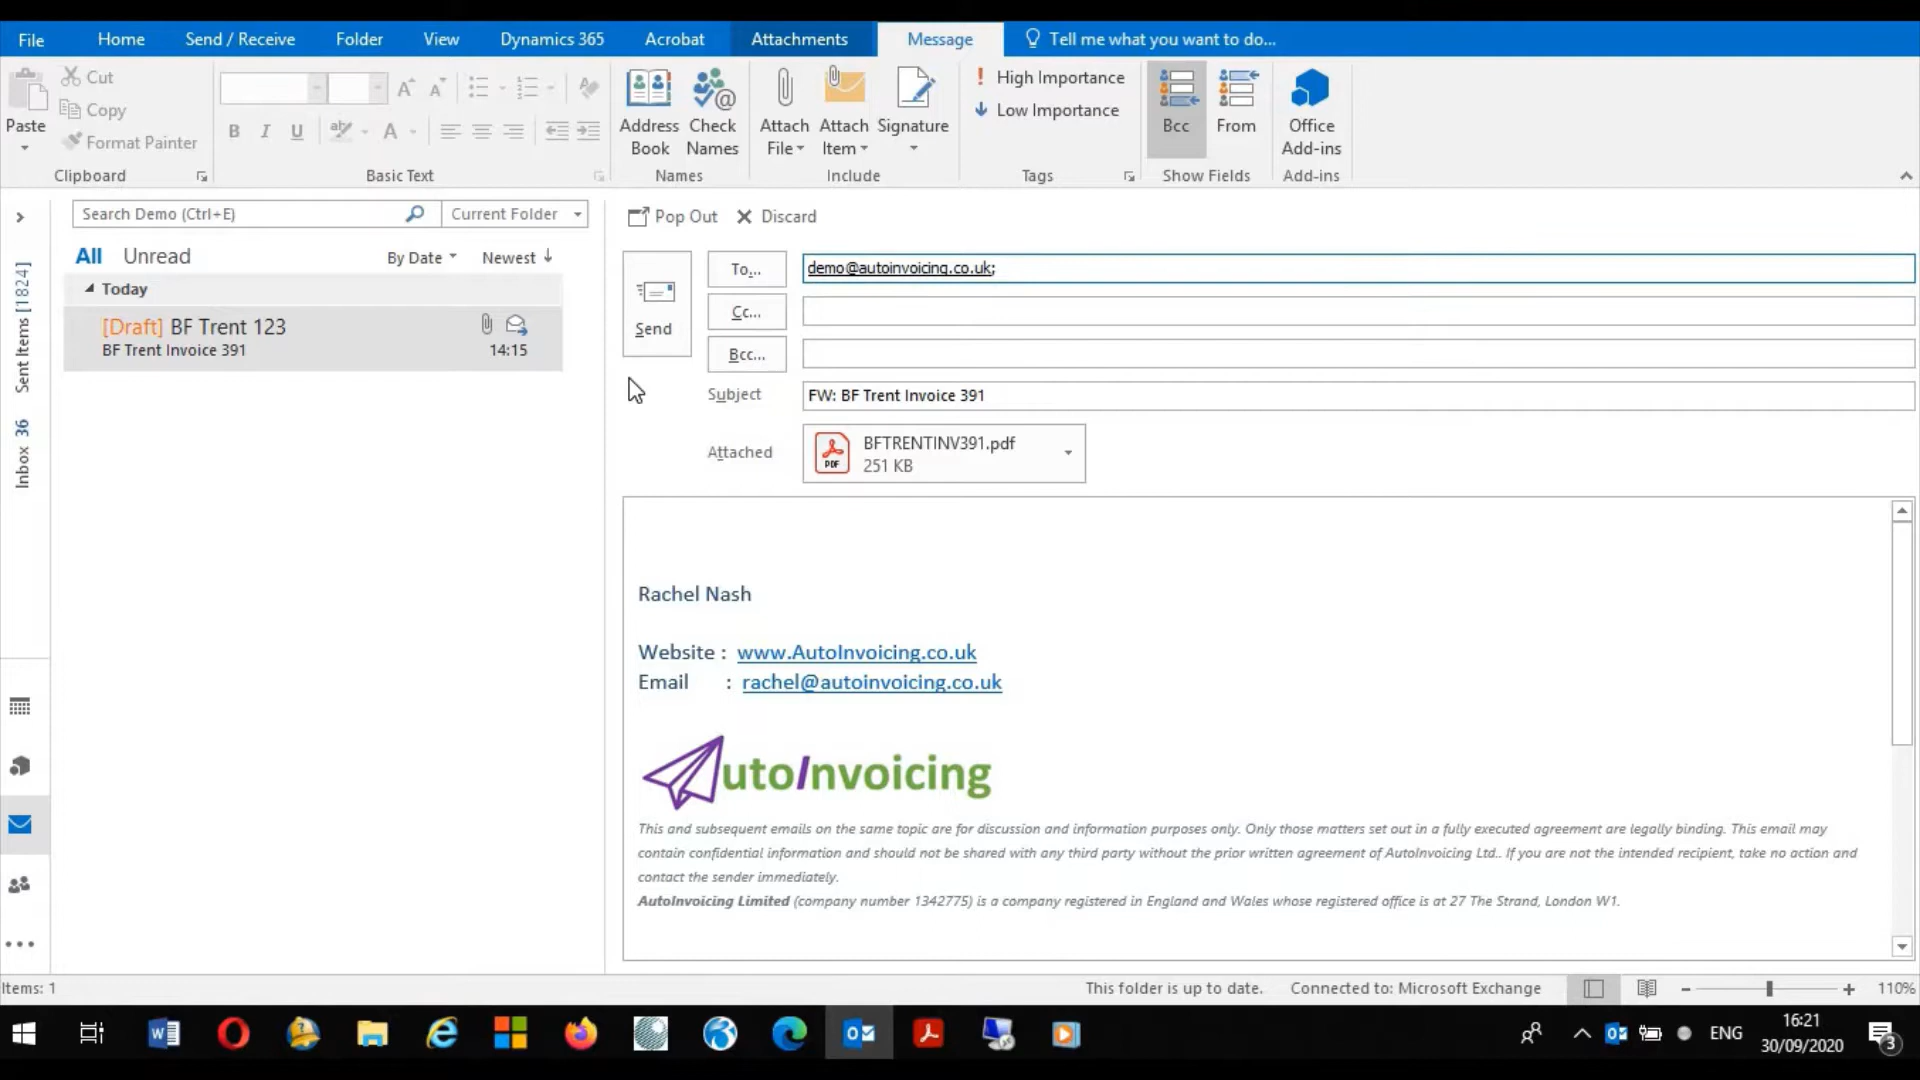 File Home Send / Receive Folder View Dynamics 365 Acrobat Attachments Message Tell me what you want to do...
Paste
Cut
Copy
Format Painter
Clipboard
B I U A
Basic Text
Address Book
Check Names
Names
Attach File
Attach Item
Signature
Include
High Importance
Low Importance
Tags
Bcc
From
Show Fields
Office Add-ins
Add-ins
Search Demo (Ctrl+E) Current Folder
All Unread By Date Newest
Today
[Draft] BF Trent 123
BF Trent Invoice 391 14:15
Sent Items [1824]
Inbox 36
Pop Out Discard
Send
To... demo@autoinvoicing.co.uk;
Cc...
Bcc...
Subject FW: BF Trent Invoice 391
Attached PDF BFTRENTINV391.pdf
251 KB
Rachel Nash
Website : www.AutoInvoicing.co.uk
Email : rachel@autoinvoicing.co.uk
AutoInvoicing
This and subsequent emails on the same topic are for discussion and information purposes only. Only those matters set out in a fully executed agreement are legally binding. This email may
contain confidential information and should not be shared with any third party without the prior written agreement of AutoInvoicing Ltd.. If you are not the intended recipient, take no action and
contact the sender immediately.
AutoInvoicing Limited (company number 1342775) is a company registered in England and Wales whose registered office is at 27 The Strand, London W1.
Items: 1 This folder is up to date. Connected to: Microsoft Exchange 110%
ENG 16:21
30/09/2020 3